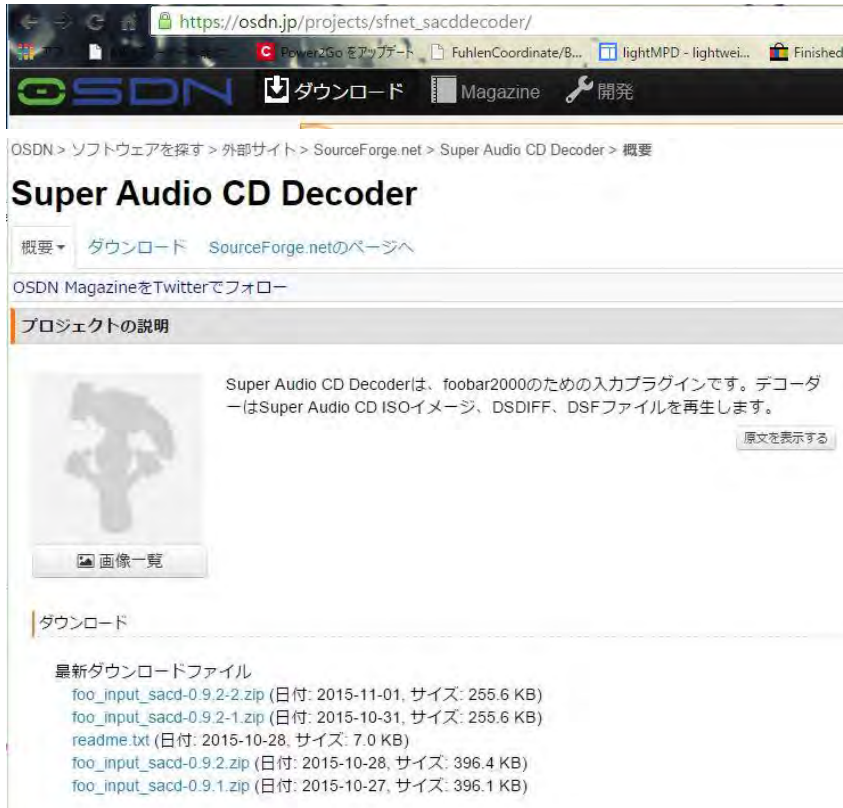 https://osdn.jp/projects/sfnet_sacddecoder/
Power2Go をアップデート FuhlenCoordinate/B... lightMPD - lightwei... Finished
OSDN ダウンロード Magazine 開発
OSDN > ソフトウェアを探す > 外部サイト > SourceForge.net > Super Audio CD Decoder > 概要
Super Audio CD Decoder
概要 ダウンロード SourceForge.netのページへ
OSDN MagazineをTwitterでフォロー
プロジェクトの説明
Super Audio CD Decoderは、foobar2000のための入力プラグインです。デコーダ
ーはSuper Audio CD ISOイメージ、DSDIFF、DSFファイルを再生します。
原文を表示する
画像一覧
ダウンロード
最新ダウンロードファイル
foo_input_sacd-0.9.2-2.zip (日付: 2015-11-01, サイズ: 255.6 KB)
foo_input_sacd-0.9.2-1.zip (日付: 2015-10-31, サイズ: 255.6 KB)
readme.txt (日付: 2015-10-28, サイズ: 7.0 KB)
foo_input_sacd-0.9.2.zip (日付: 2015-10-28, サイズ: 396.4 KB)
foo_input_sacd-0.9.1.zip (日付: 2015-10-27, サイズ: 396.1 KB)